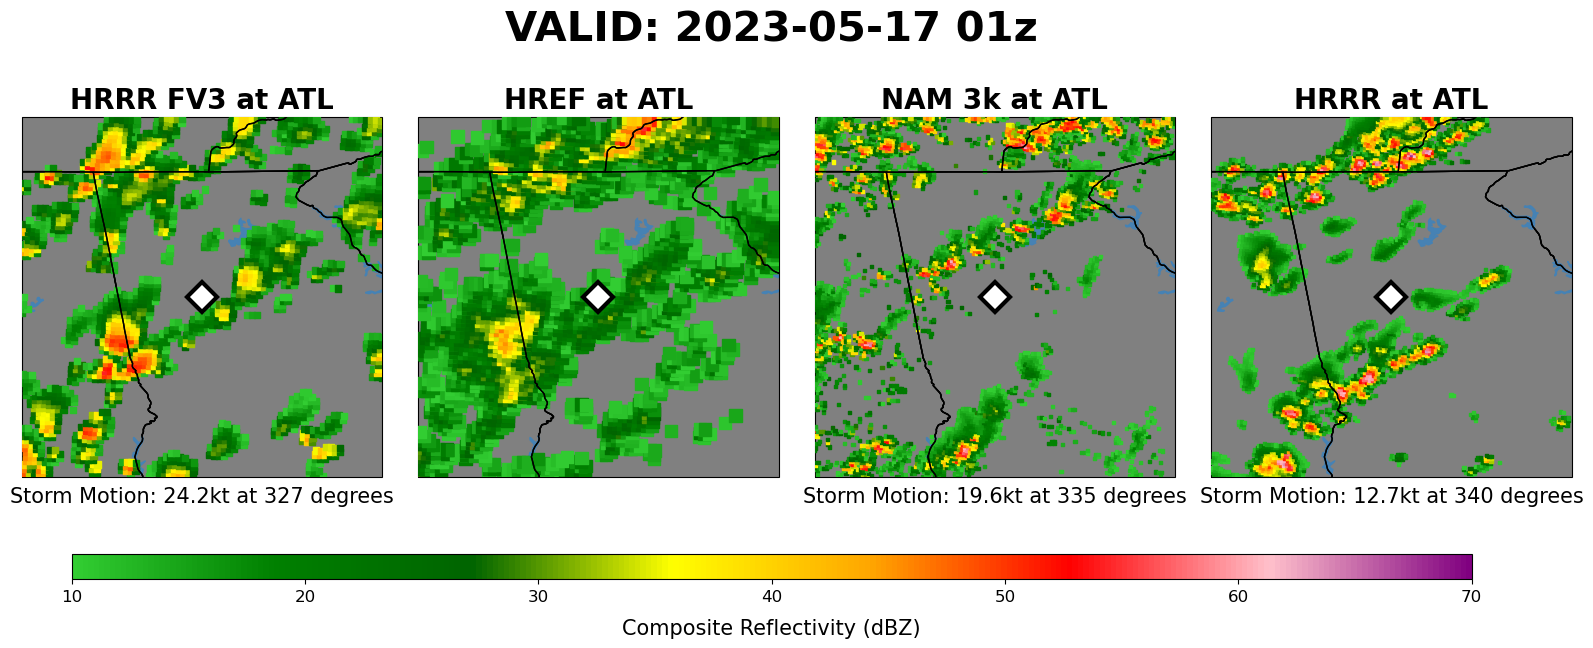 VALID: 2023-05-17 01z
HRRR FV3 at ATL
HREF at ATL
NAM 3k at ATL
HRRR at ATL
Storm Motion: 24.2kt at 327 degrees
Storm Motion: 19.6kt at 335 degrees
Storm Motion: 12.7kt at 340 degrees
10 20 30 40 50 60 70
Composite Reflectivity (dBZ)